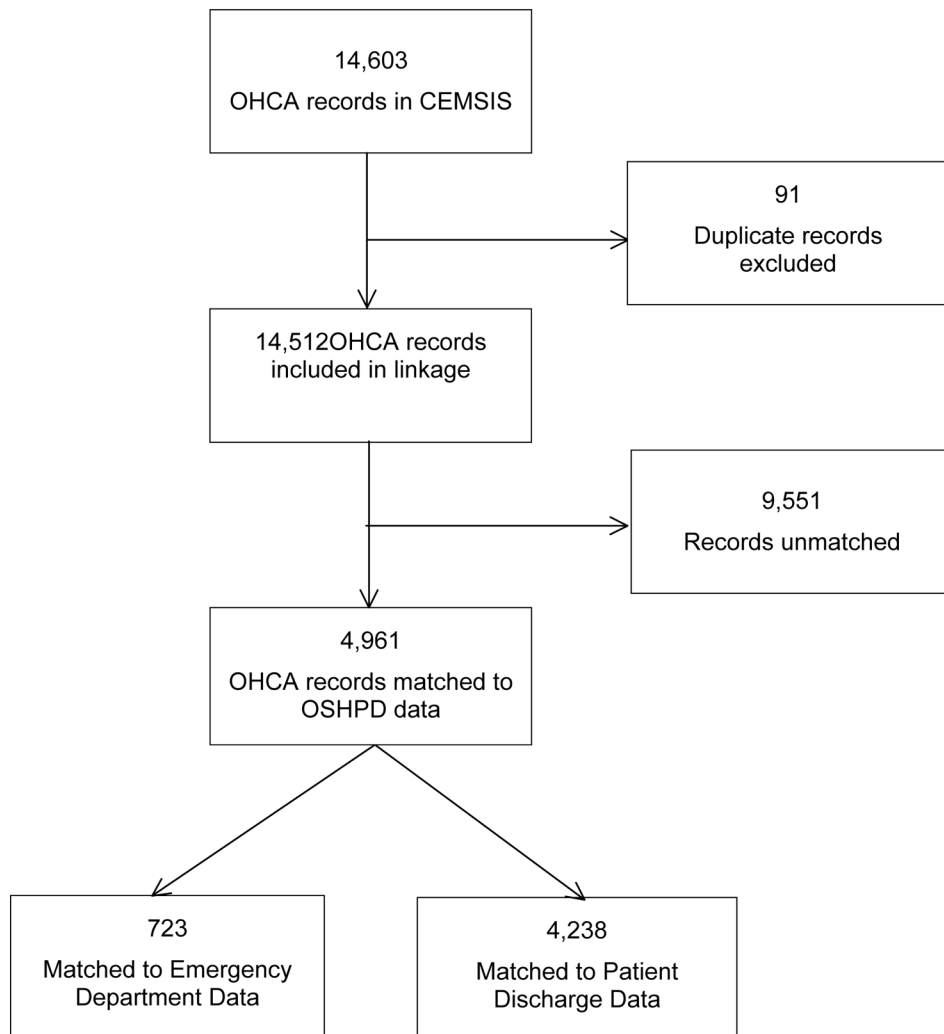 14,603
OHCA records in CEMSIS
91
Duplicate records
excluded
14,512OHCA records
included in linkage
9,551
Records unmatched
4,961
OHCA records matched to
OSHPD data
723
Matched to Emergency
Department Data
4,238
Matched to Patient
Discharge Data